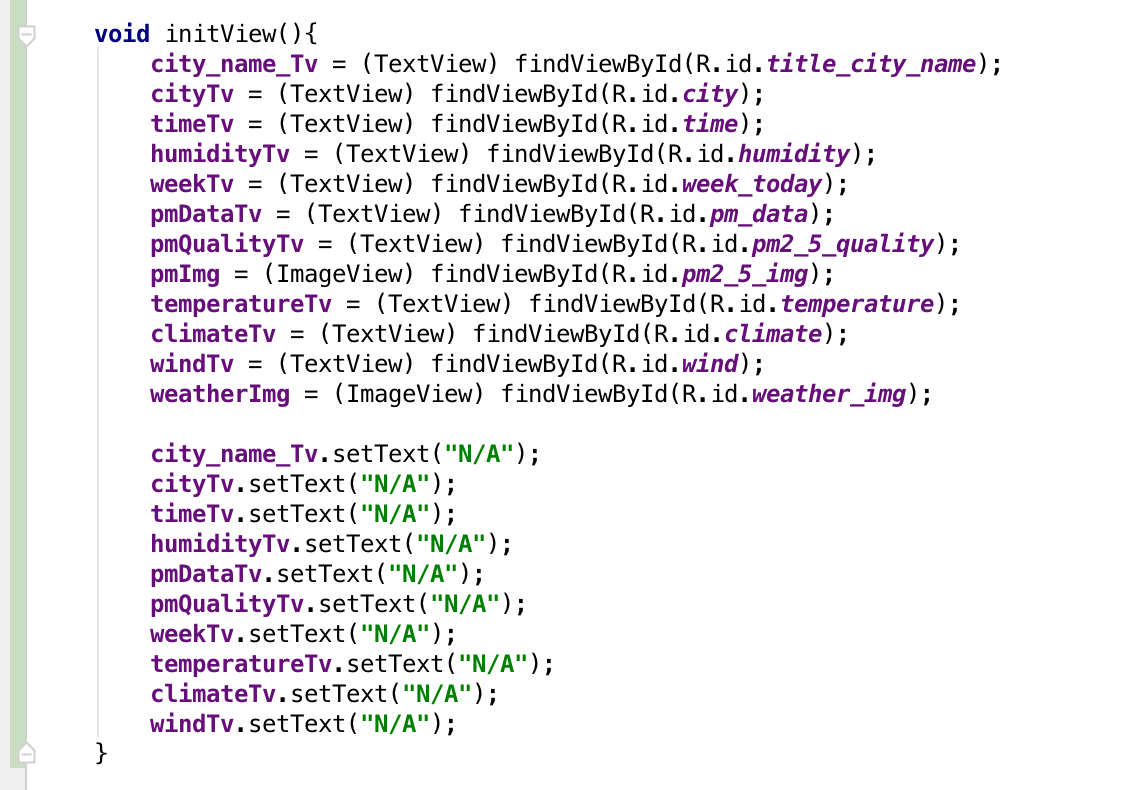 void initView(){
city_name_Tv = (TextView) findViewById(R.id.title_city_name);
cityTv = (TextView) findViewById(R.id.city);
timeTv = (TextView) findViewById(R.id.time);
humidityTv = (TextView) findViewById(R.id.humidity);
weekTv = (TextView) findViewById(R.id.week_today);
pmDataTv = (TextView) findViewById(R.id.pm_data);
pmQualityTv = (TextView) findViewById(R.id.pm2_5_quality);
pmImg = (ImageView) findViewById(R.id.pm2_5_img);
temperatureTv = (TextView) findViewById(R.id.temperature);
climateTv = (TextView) findViewById(R.id.climate);
windTv = (TextView) findViewById(R.id.wind);
weatherImg = (ImageView) findViewById(R.id.weather_img);
city_name_Tv.setText("N/A");
cityTv.setText("N/A");
timeTv.setText("N/A");
humidityTv.setText("N/A");
pmDataTv.setText("N/A");
pmQualityTv.setText("N/A");
weekTv.setText("N/A");
temperatureTv.setText("N/A");
climateTv.setText("N/A");
windTv.setText("N/A");
}